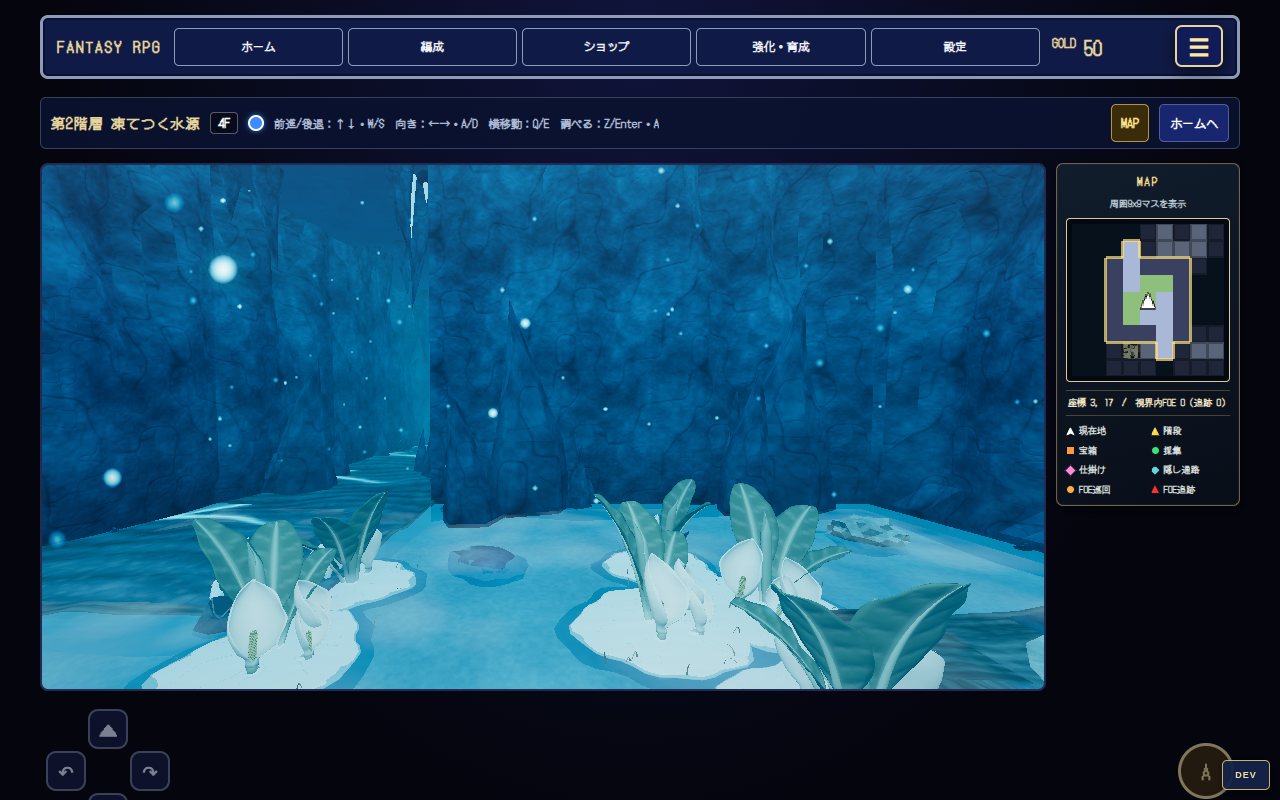 FANTASY RPG ホーム 編成 ショップ 強化・育成 設定 GOLD 50
第2階層 凍てつく水源 4F 前進/後退：↑↓・W/S 向き：←→・A/D 横移動：Q/E 調べる：Z/Enter・A MAP ホームへ
MAP
周囲9x9マスを表示
座標 3, 17 / 視界内FOE 0 (追跡 0)
現在地 階段
宝箱 採集
仕掛け 隠し通路
FOE巡回 FOE追跡
A DEV